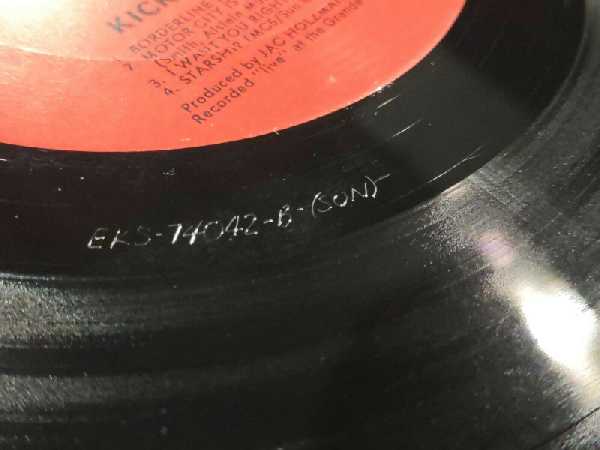 KICK
BORDERLINE
2. MOTOR CITY IS
3. I WANT YOU RIGHT
4. STARSHIP (MC5/Sun
Produced by JAC HOLZMAN
Recorded "live" at the Grande
EKS-74042-B-(SON)-